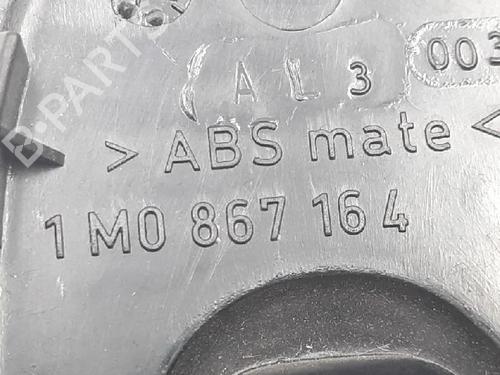 A L 3
003
> ABS mate <
1M0 867 164
B-PARTS